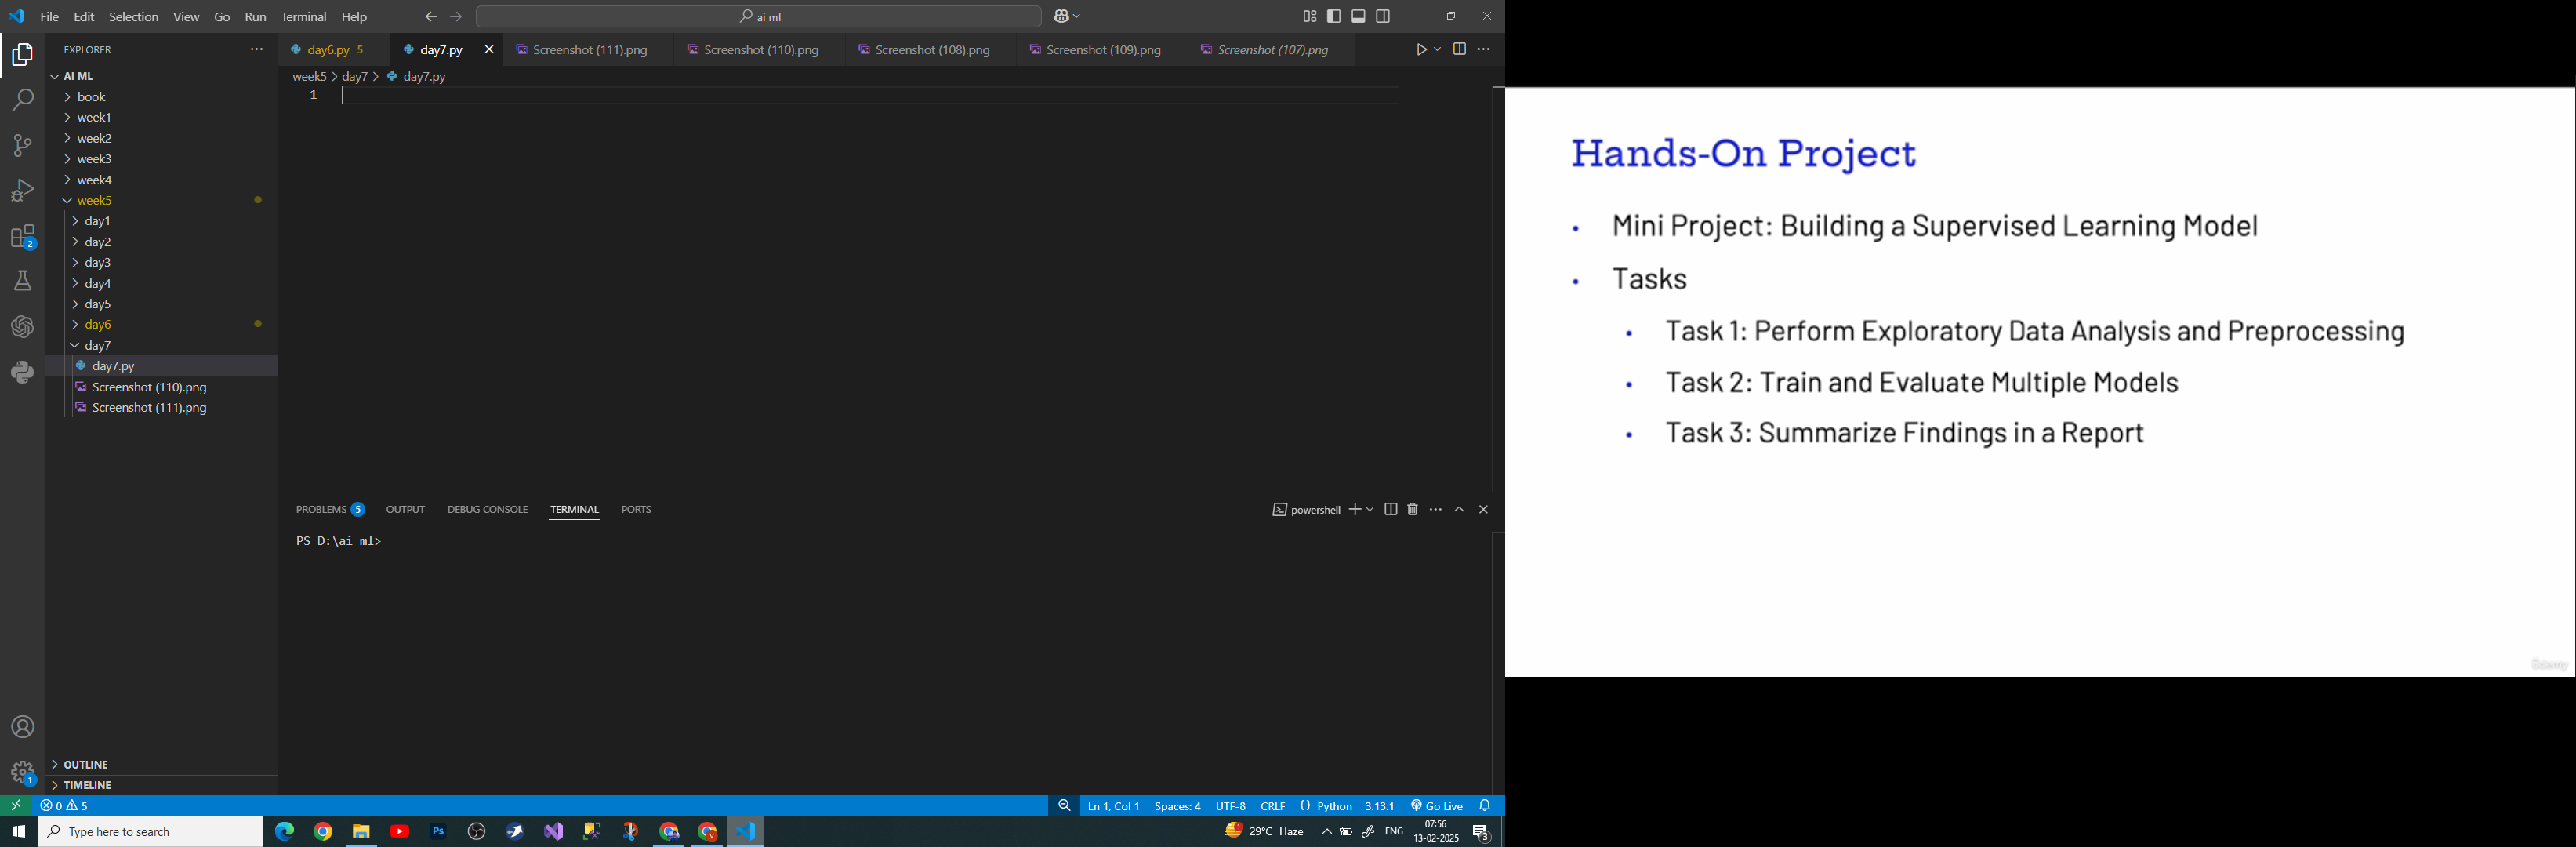 File Edit Selection View Go Run Terminal Help
ai ml
EXPLORER
day6.py 5
day7.py
Screenshot (111).png
Screenshot (110).png
Screenshot (108).png
Screenshot (109).png
Screenshot (107).png
AI ML
week5 > day7 > day7.py
1
book
week1
week2
week3
week4
week5
day1
day2
day3
day4
day5
day6
day7
day7.py
Screenshot (110).png
Screenshot (111).png
2
PROBLEMS 5 OUTPUT DEBUG CONSOLE TERMINAL PORTS
powershell
PS D:\ai ml>
OUTLINE
TIMELINE
1
0 5
Ln 1, Col 1 Spaces: 4 UTF-8 CRLF {} Python 3.13.1 Go Live
Type here to search
Ps
V
1
29°C Haze
ENG
07:56
13-02-2025
3
Hands-On Project
• Mini Project: Building a Supervised Learning Model
• Tasks
• Task 1: Perform Exploratory Data Analysis and Preprocessing
• Task 2: Train and Evaluate Multiple Models
• Task 3: Summarize Findings in a Report
Udemy